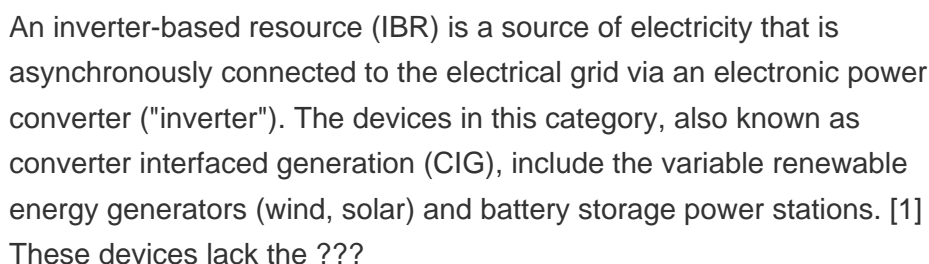 An inverter-based resource (IBR) is a source of electricity that is
asynchronously connected to the electrical grid via an electronic power
converter ("inverter"). The devices in this category, also known as
converter interfaced generation (CIG), include the variable renewable
energy generators (wind, solar) and battery storage power stations. [1]
These devices lack the ???